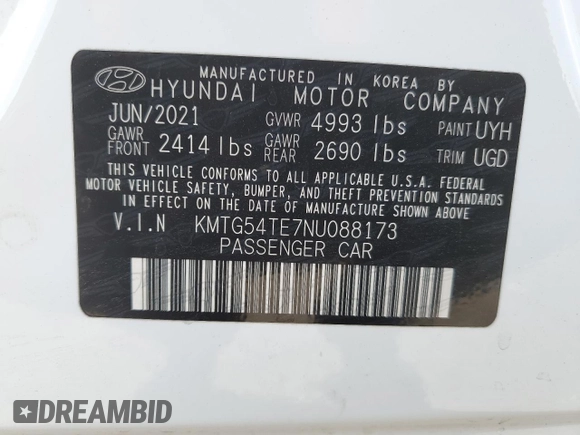 MANUFACTURED IN KOREA BY
HYUNDAI MOTOR COMPANY
JUN/2021 GVWR 4993 lbs PAINT UYH
GAWR FRONT 2414 lbs GAWR REAR 2690 lbs TRIM UGD
THIS VEHICLE CONFORMS TO ALL APPLICABLE U.S.A. FEDERAL
MOTOR VEHICLE SAFETY, BUMPER, AND THEFT PREVENTION STANDARDS
IN EFFECT ON THE DATE OF MANUFACTURE SHOWN ABOVE.
V.I.N KMTG54TE7NU088173
PASSENGER CAR
DREAMBID